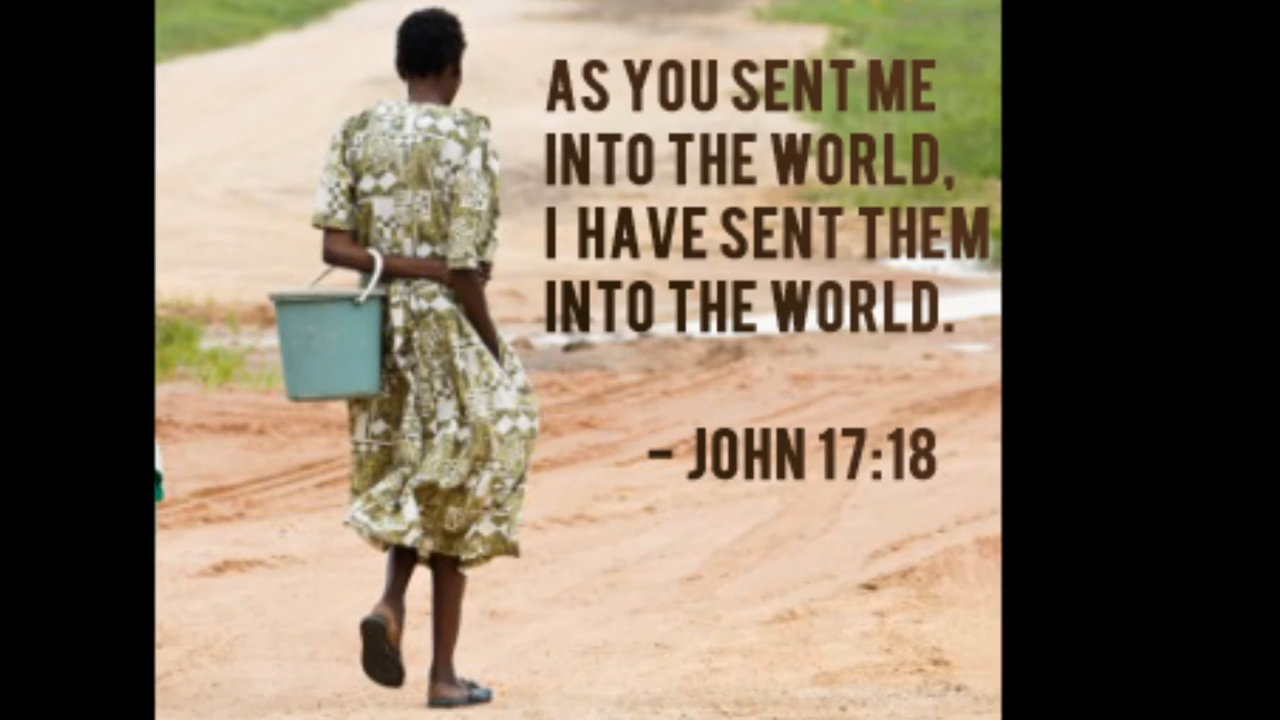 AS YOU SENT ME
INTO THE WORLD,
I HAVE SENT THEM
INTO THE WORLD.
- JOHN 17:18